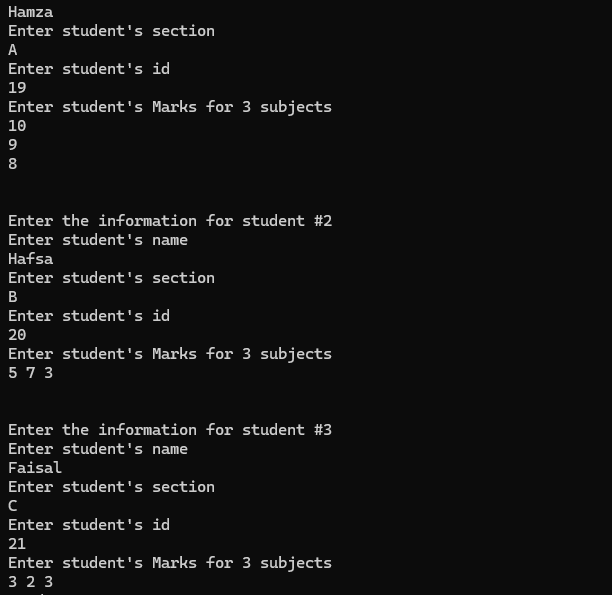 Hamza
Enter student's section
A
Enter student's id
19
Enter student's Marks for 3 subjects
10
9
8
Enter the information for student #2
Enter student's name
Hafsa
Enter student's section
B
Enter student's id
20
Enter student's Marks for 3 subjects
5 7 3
Enter the information for student #3
Enter student's name
Faisal
Enter student's section
C
Enter student's id
21
Enter student's Marks for 3 subjects
3 2 3